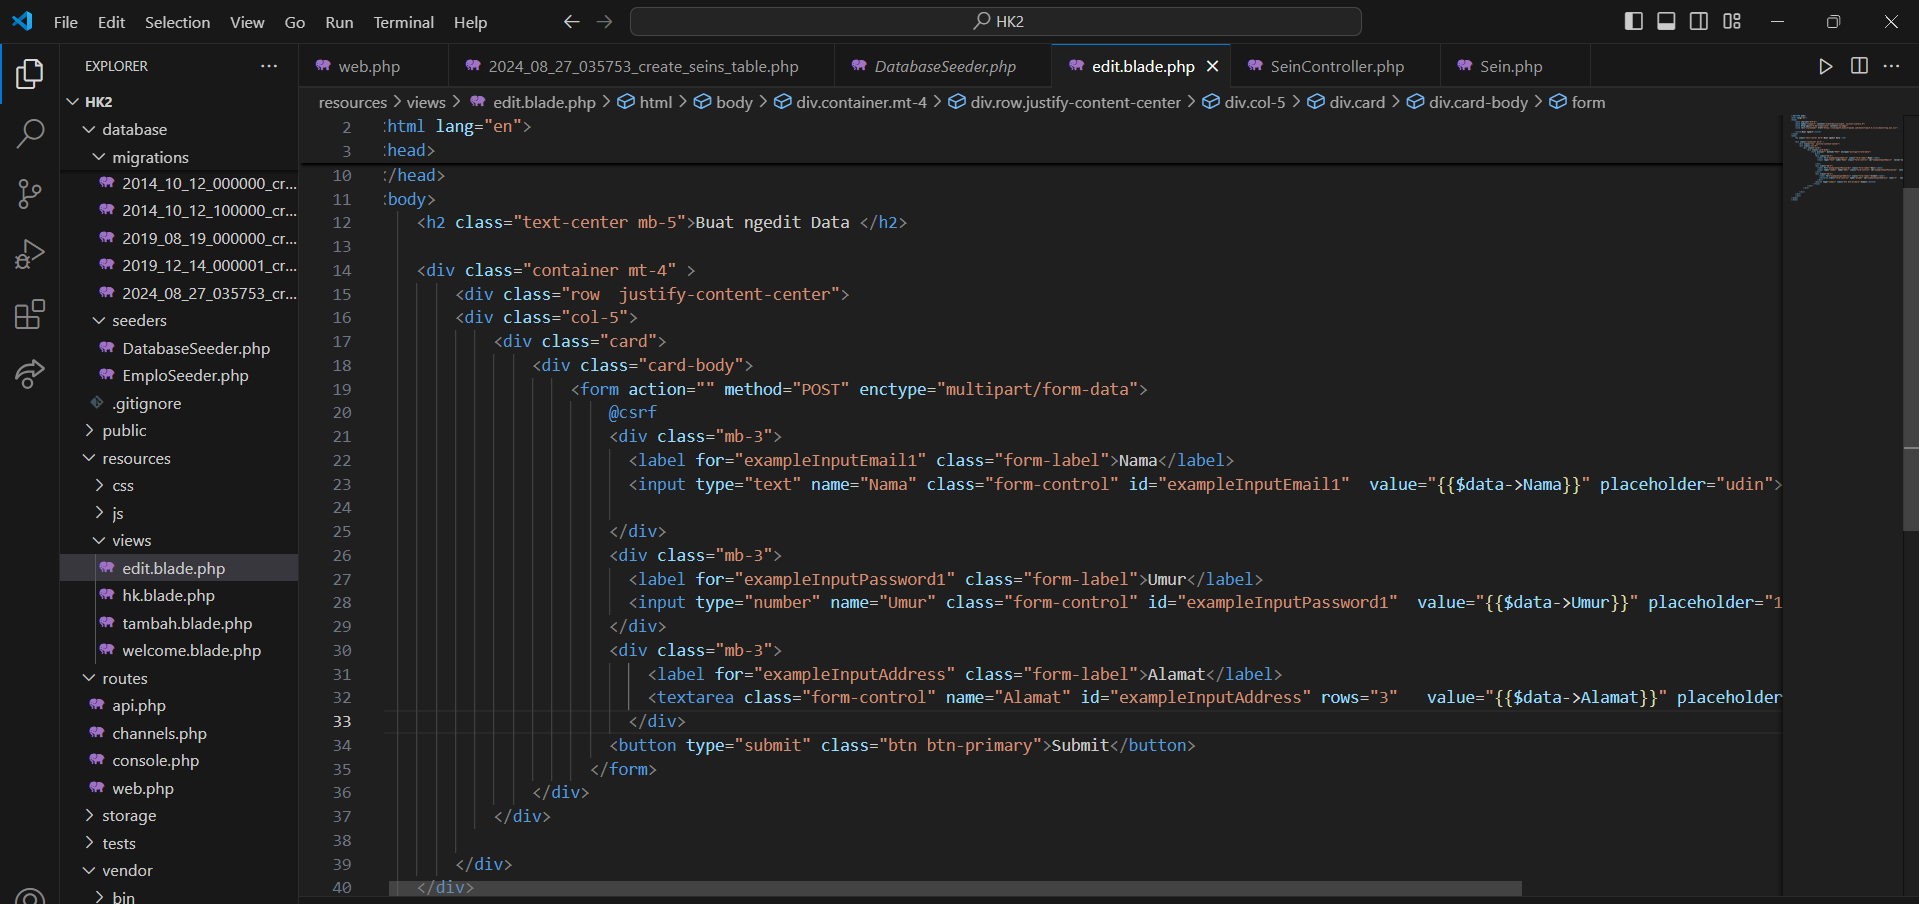 File Edit Selection View Go Run Terminal Help
HK2
EXPLORER
web.php
2024_08_27_035753_create_seins_table.php
DatabaseSeeder.php
edit.blade.php
SeinController.php
Sein.php
resources > views > edit.blade.php > html > body > div.container.mt-4 > div.row.justify-content-center > div.col-5 > div.card > div.card-body > form
HK2
database
migrations
2014_10_12_000000_cr...
2014_10_12_100000_cr...
2019_08_19_000000_cr...
2019_12_14_000001_cr...
2024_08_27_035753_cr...
seeders
DatabaseSeeder.php
EmploSeeder.php
.gitignore
public
resources
css
js
views
edit.blade.php
hk.blade.php
tambah.blade.php
welcome.blade.php
routes
api.php
channels.php
console.php
web.php
storage
tests
vendor
bin
2 html lang="en">
3 head>
10 /head>
11 body>
12 <h2 class="text-center mb-5">Buat ngedit Data </h2>
13
14 <div class="container mt-4" >
15 <div class="row  justify-content-center">
16 <div class="col-5">
17 <div class="card">
18 <div class="card-body">
19 <form action="" method="POST" enctype="multipart/form-data">
20 @csrf
21 <div class="mb-3">
22 <label for="exampleInputEmail1" class="form-label">Nama</label>
23 <input type="text" name="Nama" class="form-control" id="exampleInputEmail1"  value="{{$data->Nama}}" placeholder="udin">
24
25 </div>
26 <div class="mb-3">
27 <label for="exampleInputPassword1" class="form-label">Umur</label>
28 <input type="number" name="Umur" class="form-control" id="exampleInputPassword1"  value="{{$data->Umur}}" placeholder="1
29 </div>
30 <div class="mb-3">
31 <label for="exampleInputAddress" class="form-label">Alamat</label>
32 <textarea class="form-control" name="Alamat" id="exampleInputAddress" rows="3"   value="{{$data->Alamat}}" placeholder
33 </div>
34 <button type="submit" class="btn btn-primary">Submit</button>
35 </form>
36 </div>
37 </div>
38
39 </div>
40 </div>